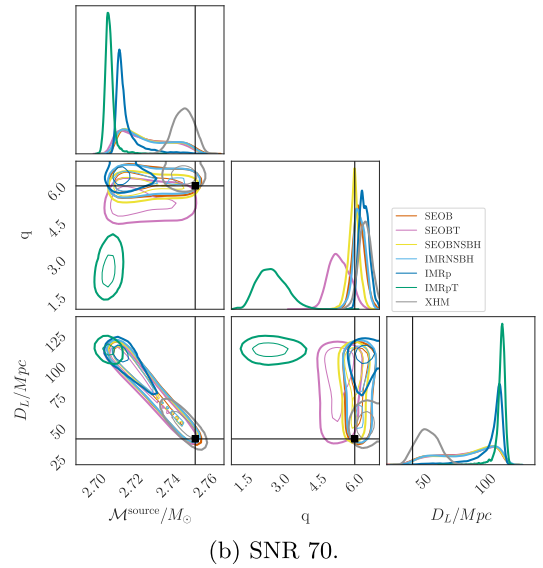 q
6.0
4.5
3.0
1.5
SEOB
SEOBT
SEOBNSBH
IMRNSBH
IMRp
IMRpT
XHM
D_L/Mpc
125
100
75
50
25
2.70
2.72
2.74
2.76
1.5
3.0
4.5
6.0
50
100
ℳ^source/M_⊙
q
D_L/Mpc
(b) SNR 70.